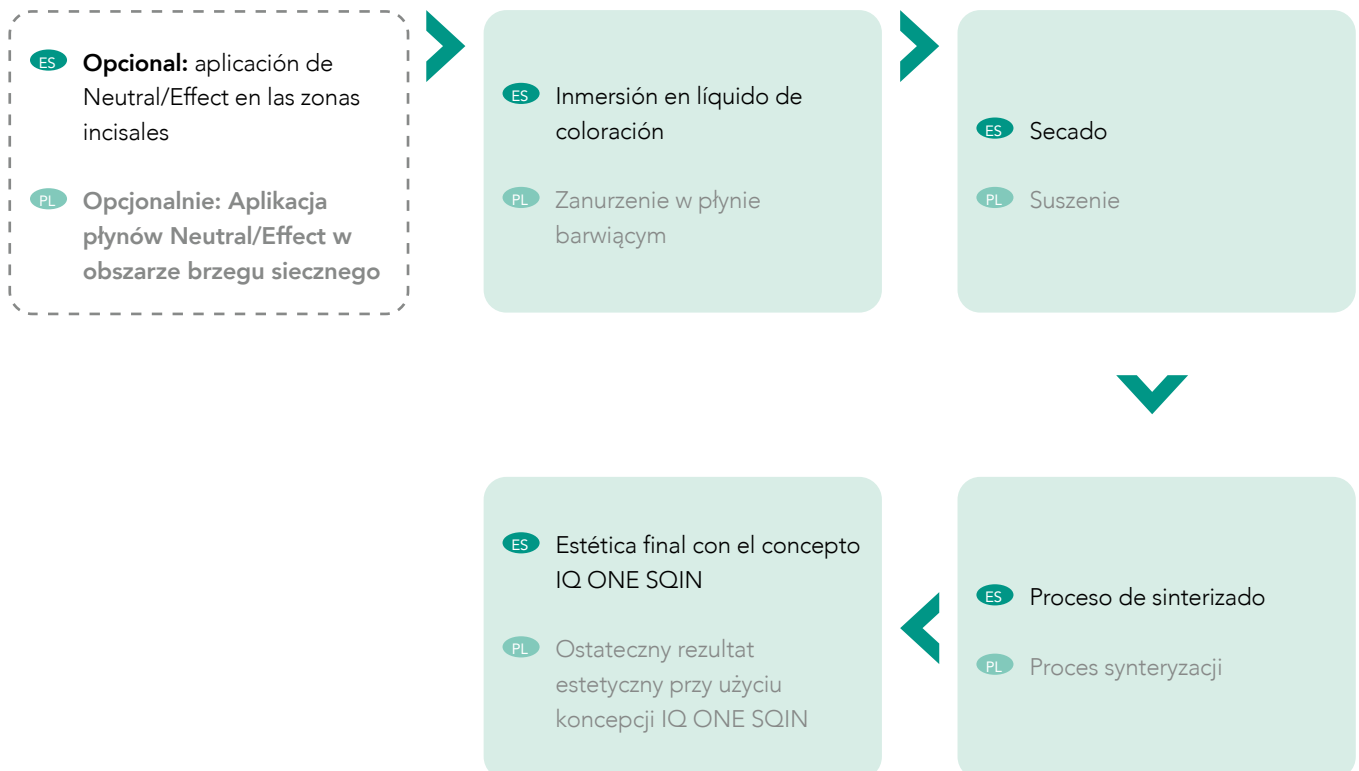 ES Opcional: aplicación de
Neutral/Effect en las zonas
incisales
PL Opcjonalnie: Aplikacja
płynów Neutral/Effect w
obszarze brzegu siecznego
ES Inmersión en líquido de
coloración
PL Zanurzenie w płynie
barwiącym
ES Secado
PL Suszenie
ES Proceso de sinterizado
PL Proces synteryzacji
ES Estética final con el concepto
IQ ONE SQIN
PL Ostateczny rezultat
estetyczny przy użyciu
koncepcji IQ ONE SQIN